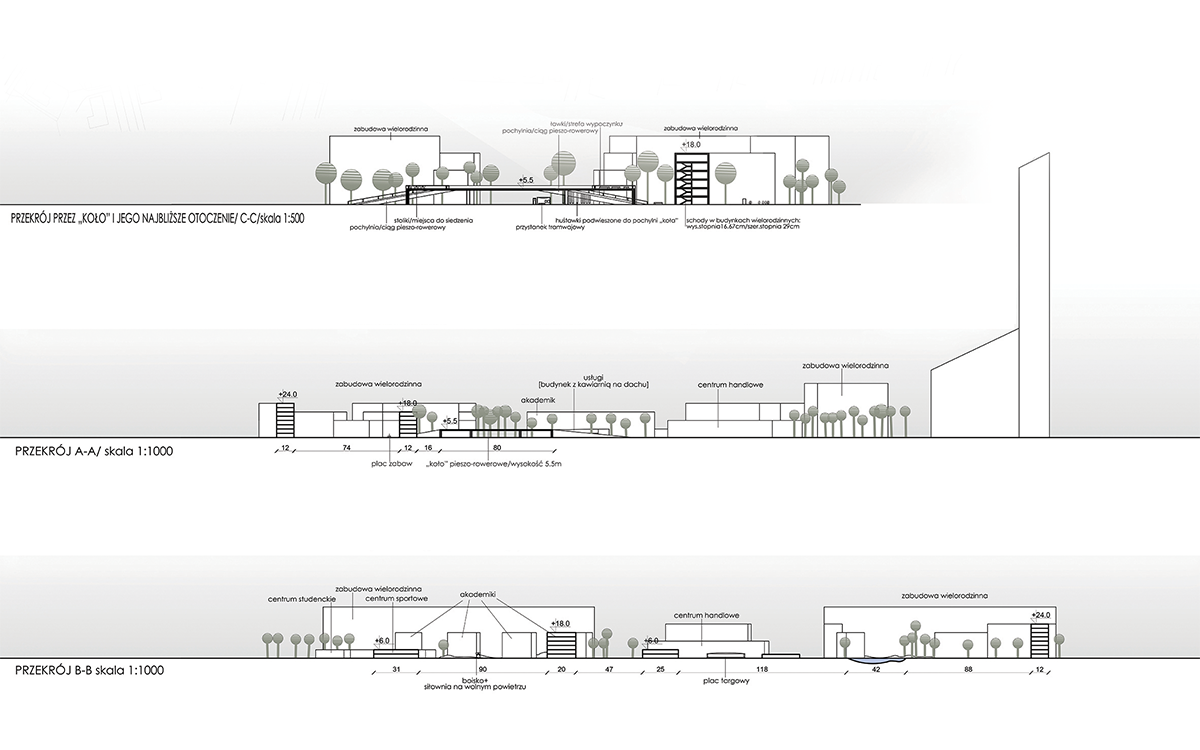 ławki/strefa wypoczynku
zabudowa wielorodzinna
pochylnia/ciąg pieszo-rowerowy
zabudowa wielorodzinna
+18.0
+5.5
PRZEKRÓJ PRZEZ „KOŁO" I JEGO NAJBLIŻSZE OTOCZENIE/ C-C/skala 1:500
stoliki/miejsca do siedzenia
huśtawki podwieszone do pochylni „koła"
schody w budynkach wielorodzinnych:
pochylnia/ciąg pieszo-rowerowy
przystanek tramwajowy
wys.stopnia16.67cm/szer.stopnia 29cm
zabudowa wielorodzinna
usługi
zabudowa wielorodzinna
[budynek z kawiarnią na dachu]
centrum handlowe
+24.0
akademik
+18.0
+5.5
PRZEKRÓJ A-A/ skala 1:1000
12 74 12 16 80
plac zabaw
„koło" pieszo-rowerowe/wysokość 5.5m
zabudowa wielorodzinna
akademiki
zabudowa wielorodzinna
centrum studenckie
centrum sportowe
centrum handlowe
+24.0
+18.0
+6.0
+6.0
PRZEKRÓJ B-B skala 1:1000
31 90 20 47 25 118 42 88 12
boisko+
plac targowy
siłownia na wolnym powietrzu